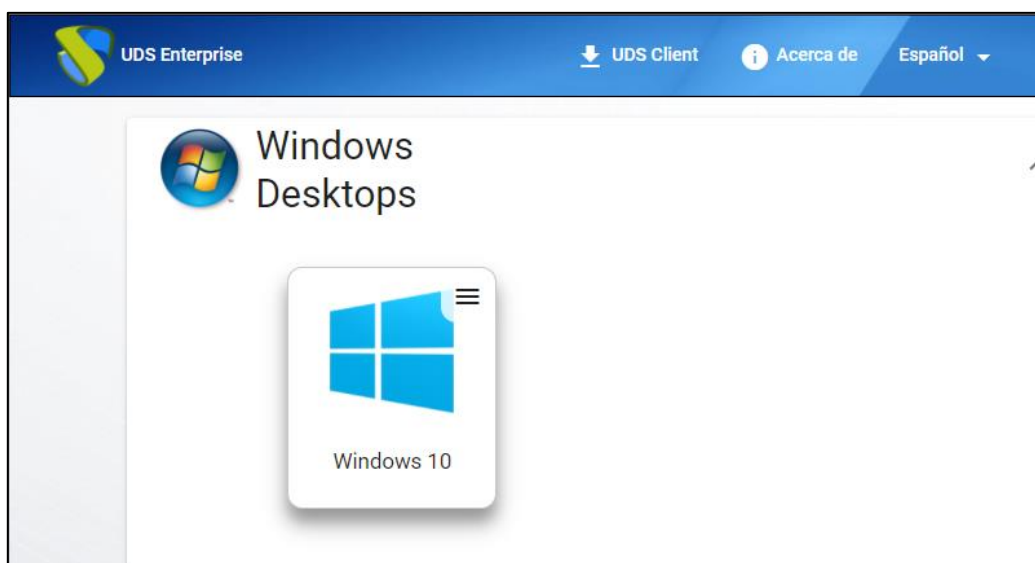 UDS Enterprise
UDS Client
Acerca de
Español
Windows
Desktops
Windows 10